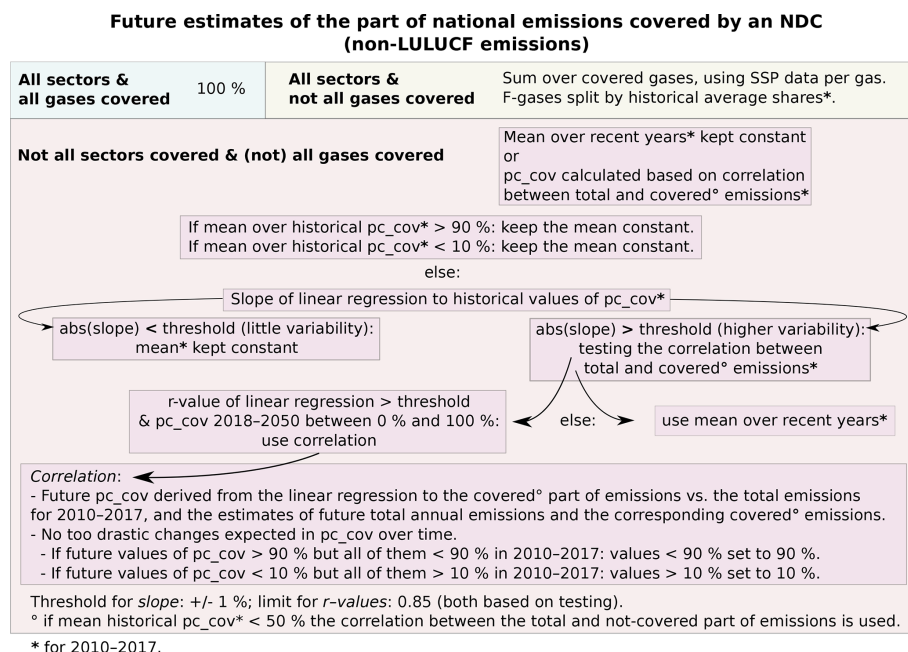 Future estimates of the part of national emissions covered by an NDC
(non-LULUCF emissions)
All sectors &
all gases covered
100 %
All sectors &
not all gases covered
Sum over covered gases, using SSP data per gas.
F-gases split by historical average shares*.
Not all sectors covered & (not) all gases covered
Mean over recent years* kept constant
or
pc_cov calculated based on correlation
between total and covered° emissions*
If mean over historical pc_cov* > 90 %: keep the mean constant.
If mean over historical pc_cov* < 10 %: keep the mean constant.
else:
Slope of linear regression to historical values of pc_cov*
abs(slope) < threshold (little variability):
mean* kept constant
abs(slope) > threshold (higher variability):
testing the correlation between
total and covered° emissions*
r-value of linear regression > threshold
& pc_cov 2018–2050 between 0 % and 100 %:
use correlation
else:
use mean over recent years*
Correlation:
- Future pc_cov derived from the linear regression to the covered° part of emissions vs. the total emissions
for 2010–2017, and the estimates of future total annual emissions and the corresponding covered° emissions.
- No too drastic changes expected in pc_cov over time.
- If future values of pc_cov > 90 % but all of them < 90 % in 2010–2017: values < 90 % set to 90 %.
- If future values of pc_cov < 10 % but all of them > 10 % in 2010–2017: values > 10 % set to 10 %.
Threshold for slope: +/- 1 %; limit for r–values: 0.85 (both based on testing).
° if mean historical pc_cov* < 50 % the correlation between the total and not-covered part of emissions is used.
* for 2010–2017.